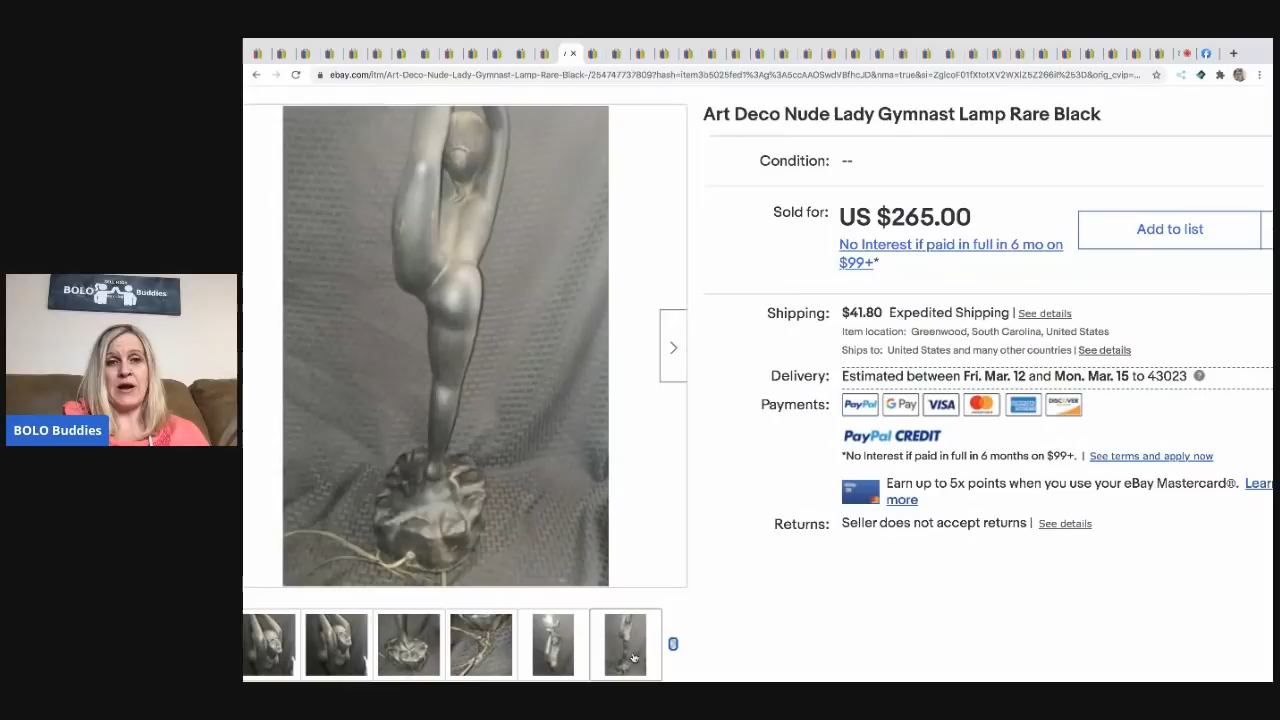 ebay.com/itm/Art-Deco-Nude-Lady-Gymnast-Lamp-Rare-Black-/254747737809?hash=item3b5025fed1%3Ag%3A5ccAAOSwdVBfhcJD&nma=true&si=ZgIcoF01fXtotXV2WXlZ5Z266iI%253D&orig_cvip=...
Art Deco Nude Lady Gymnast Lamp Rare Black
Condition: --
Sold for: US $265.00
Add to list
No Interest if paid in full in 6 mo on
$99+*
Shipping: $41.80 Expedited Shipping | See details
Item location: Greenwood, South Carolina, United States
Ships to: United States and many other countries | See details
Delivery: Estimated between Fri. Mar. 12 and Mon. Mar. 15 to 43023
Payments: PayPal G Pay VISA DISCOVER
PayPal CREDIT
*No Interest if paid in full in 6 months on $99+. | See terms and apply now
Earn up to 5x points when you use your eBay Mastercard®. Learn
more
Returns: Seller does not accept returns | See details
BOLO Buddies
BOLO Buddies